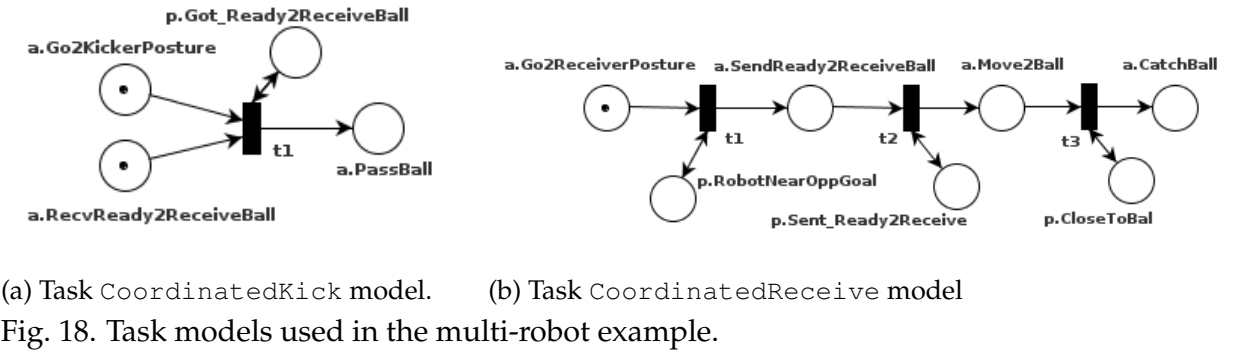 p.Got_Ready2ReceiveBall
a.Go2KickerPosture
t1
a.PassBall
a.RecvReady2ReceiveBall
a.Go2ReceiverPosture a.SendReady2ReceiveBall a.Move2Ball a.CatchBall
t1 t2 t3
p.RobotNearOppGoal
p.Sent_Ready2Receive p.CloseToBal
(a) Task CoordinatedKick model. (b) Task CoordinatedReceive model
Fig. 18. Task models used in the multi-robot example.